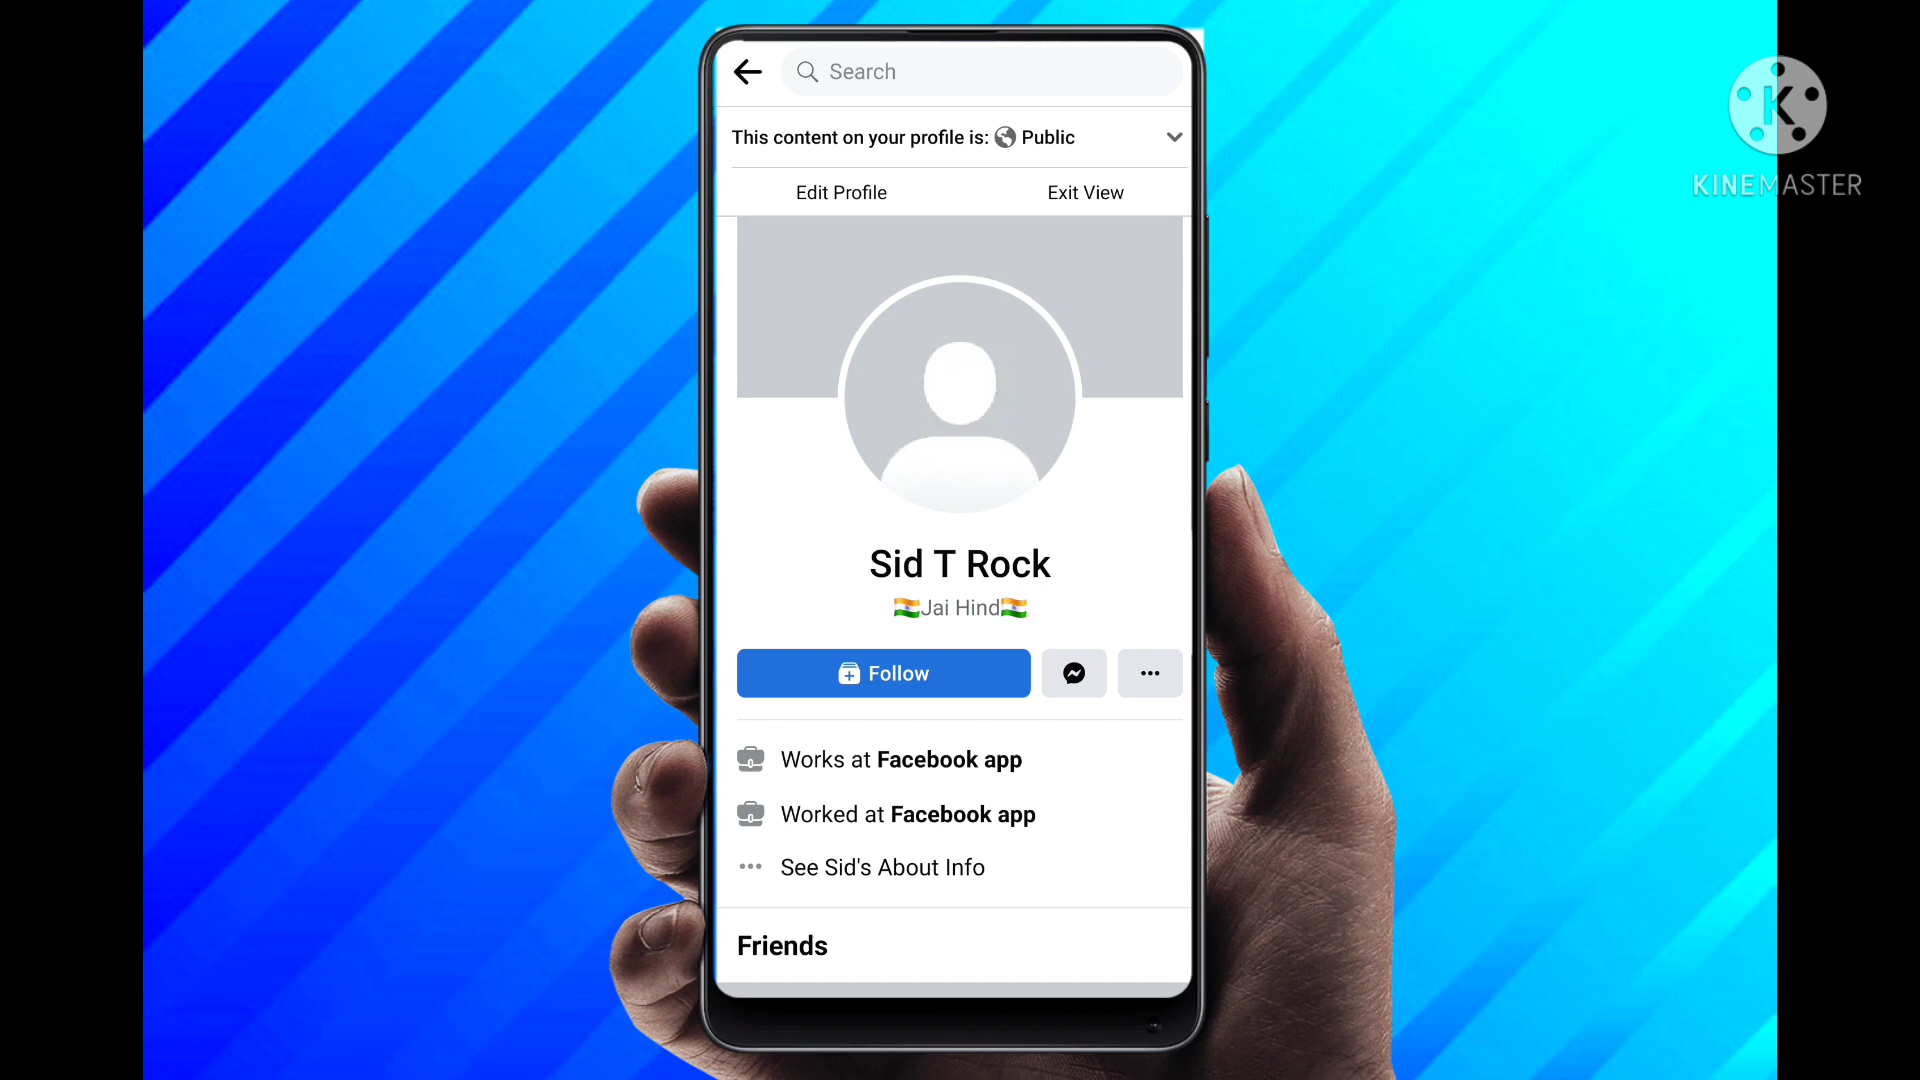 Search
This content on your profile is: Public
Edit Profile Exit View
KINEMASTER
Sid T Rock
🇮🇳Jai Hind🇮🇳
Follow
Works at Facebook app
Worked at Facebook app
See Sid's About Info
Friends